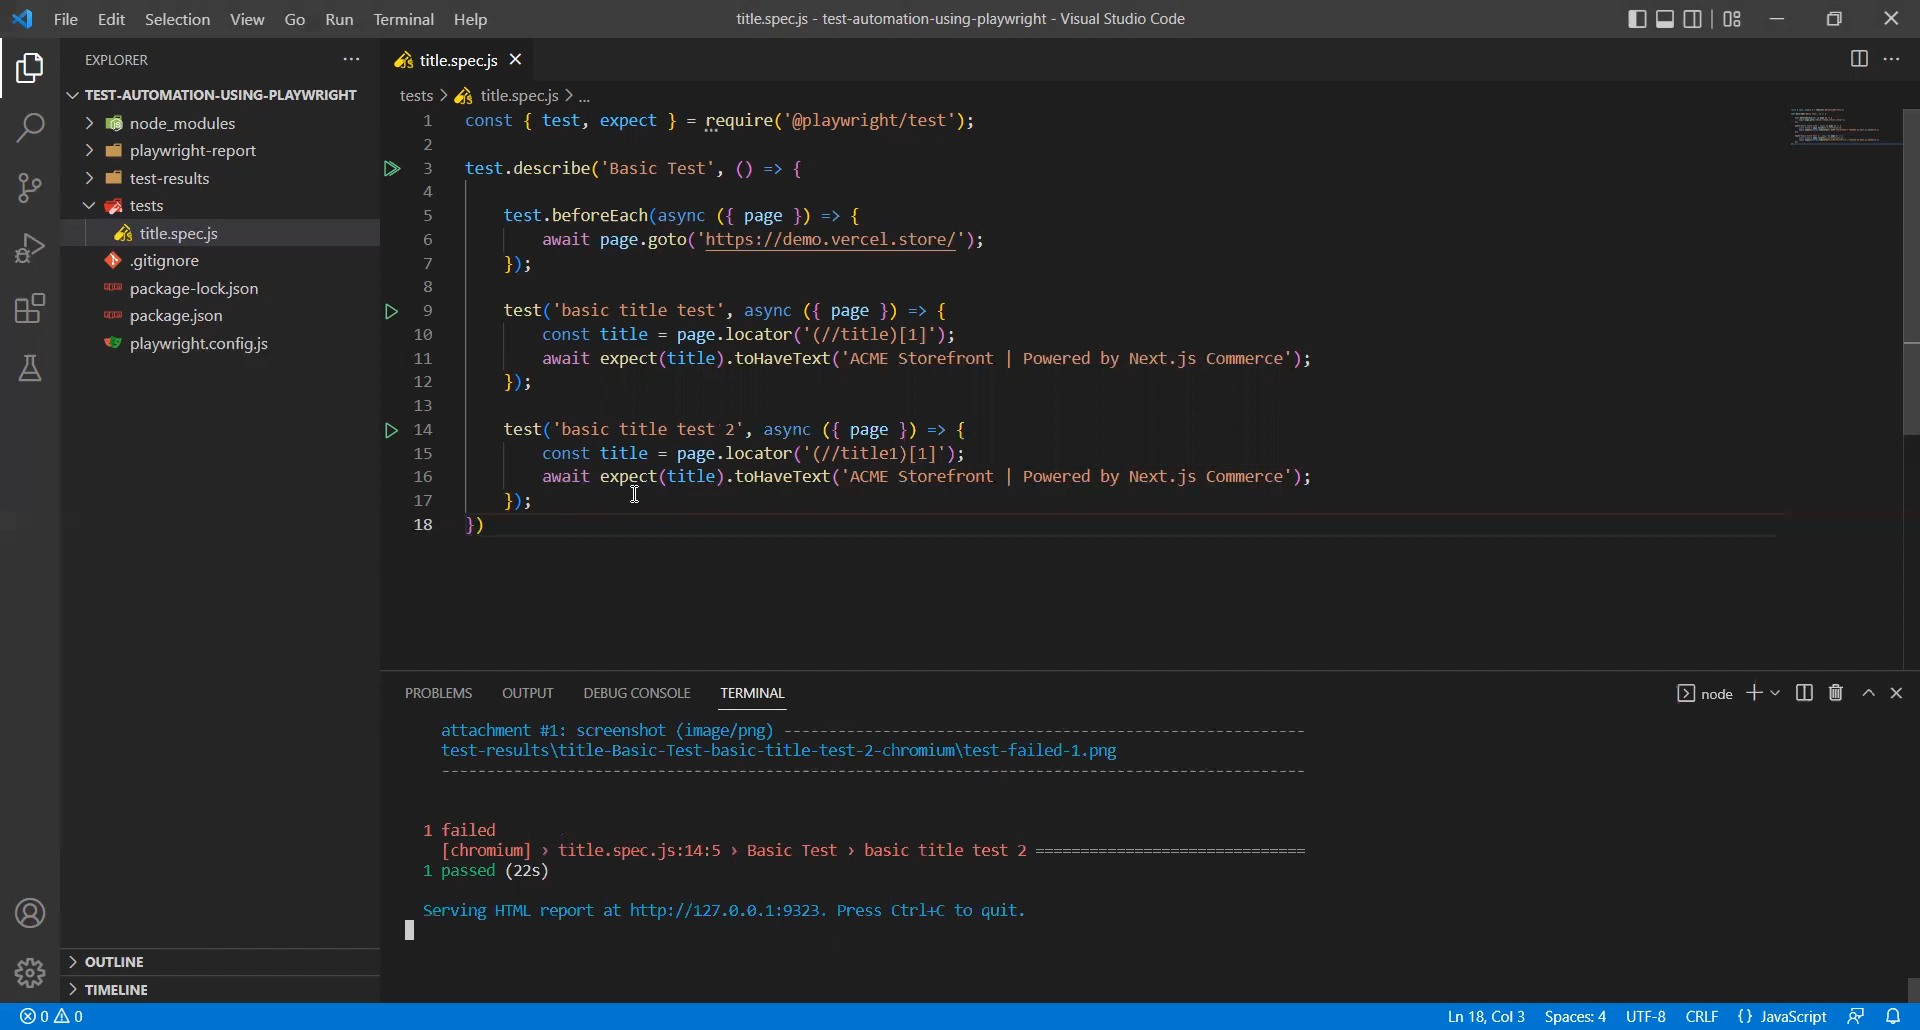 File Edit Selection View Go Run Terminal Help
title.spec.js - test-automation-using-playwright - Visual Studio Code
EXPLORER
TEST-AUTOMATION-USING-PLAYWRIGHT
node_modules
playwright-report
test-results
tests
title.spec.js
.gitignore
package-lock.json
package.json
playwright.config.js
OUTLINE
TIMELINE
title.spec.js
tests > title.spec.js > ...
1 const { test, expect } = require('@playwright/test');
2
3 test.describe('Basic Test', () => {
4
5 test.beforeEach(async ({ page }) => {
6 await page.goto('https://demo.vercel.store/');
7 });
8
9 test('basic title test', async ({ page }) => {
10 const title = page.locator('(//title)[1]');
11 await expect(title).toHaveText('ACME Storefront | Powered by Next.js Commerce');
12 });
13
14 test('basic title test 2', async ({ page }) => {
15 const title = page.locator('(//title1)[1]');
16 await expect(title).toHaveText('ACME Storefront | Powered by Next.js Commerce');
17 });
18 })
PROBLEMS OUTPUT DEBUG CONSOLE TERMINAL
node
attachment #1: screenshot (image/png) ----------------------------------------------------------
test-results\title-Basic-Test-basic-title-test-2-chromium\test-failed-1.png
------------------------------------------------------------------------------------------------
1 failed
[chromium] › title.spec.js:14:5 › Basic Test › basic title test 2 ==============================
1 passed (22s)
Serving HTML report at http://127.0.0.1:9323. Press Ctrl+C to quit.
0 0
Ln 18, Col 3 Spaces: 4 UTF-8 CRLF {} JavaScript